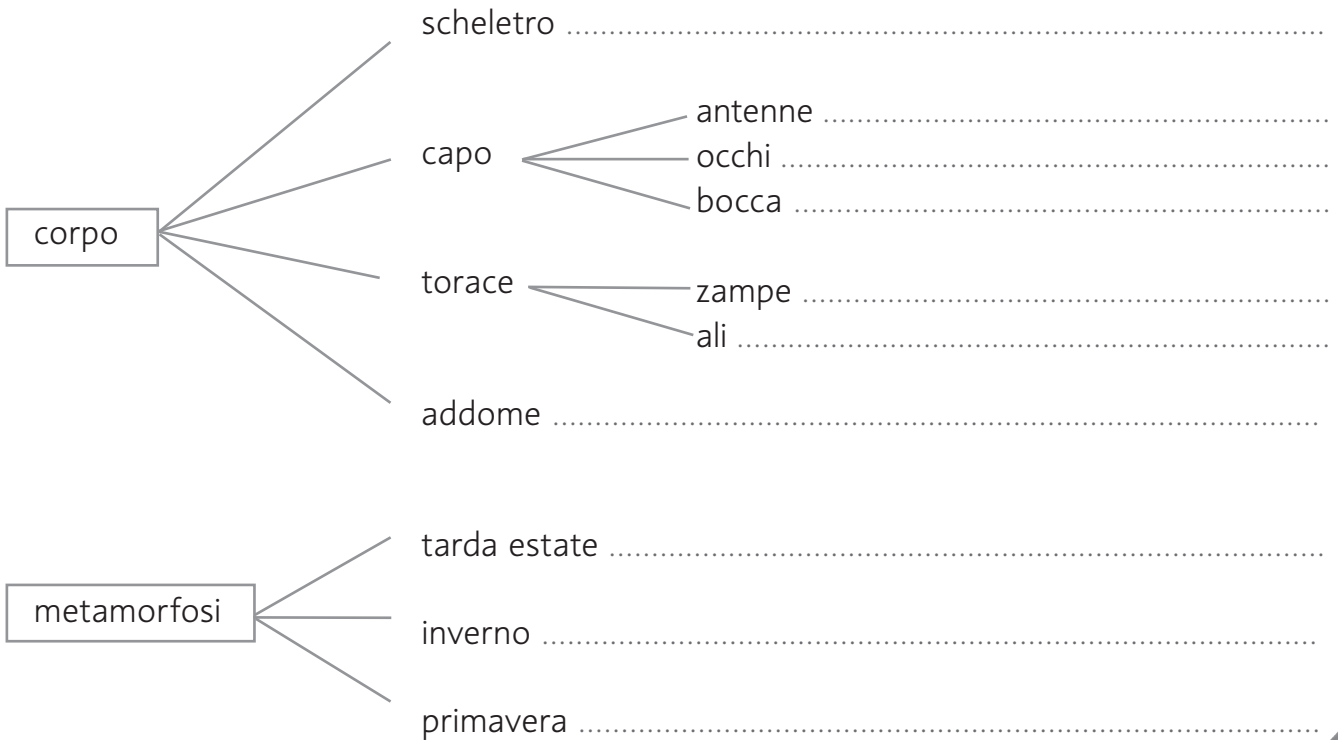 scheletro ........................................................................................
antenne ...........................................................
capo
occhi ................................................................
bocca ..............................................................
corpo
torace
zampe .............................................................
ali .....................................................................
addome .........................................................................................
tarda estate ...................................................................................
metamorfosi
inverno ..........................................................................................
primavera ......................................................................................